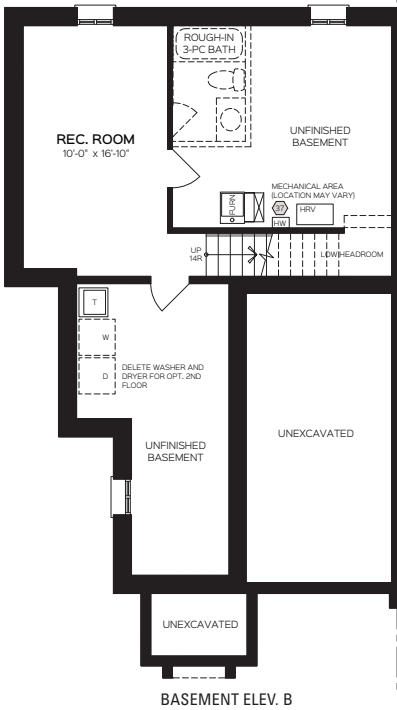 ROUGH-IN
3-PC BATH
REC. ROOM
10'-0" x 16'-10"
UNFINISHED
BASEMENT
MECHANICAL AREA
(LOCATION MAY VARY)
FURN
37
HRV
HW
UP
14R
LOW HEADROOM
T
W
D
DELETE WASHER AND
DRYER FOR OPT. 2ND
FLOOR
UNFINISHED
BASEMENT
UNEXCAVATED
UNEXCAVATED
BASEMENT ELEV. B